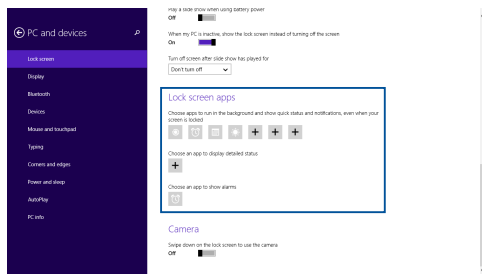 PC and devices
Lock screen
Display
Bluetooth
Devices
Mouse and touchpad
Typing
Corners and edges
Power and sleep
AutoPlay
PC info
Play a slide show when using battery power
Off
When my PC is inactive, show the lock screen instead of turning off the screen
On
Turn off screen after slide show has played for
Don't turn off
Lock screen apps
Choose apps to run in the background and show quick status and notifications, even when your
screen is locked
Choose an app to display detailed status
Choose an app to show alarms
Camera
Swipe down on the lock screen to use the camera
Off